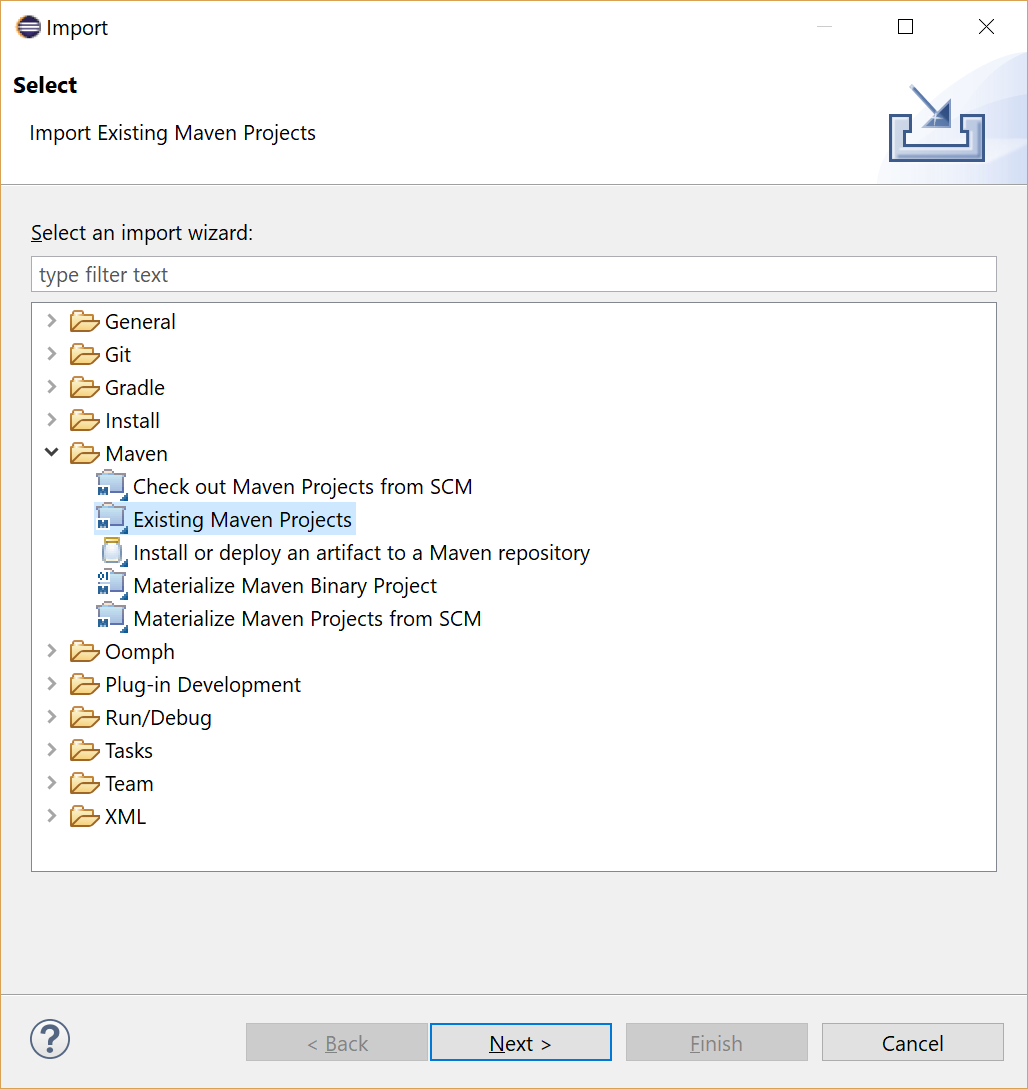 Import
Select
Import Existing Maven Projects
Select an import wizard:
type filter text
General
Git
Gradle
Install
Maven
Check out Maven Projects from SCM
Existing Maven Projects
Install or deploy an artifact to a Maven repository
Materialize Maven Binary Project
Materialize Maven Projects from SCM
Oomph
Plug-in Development
Run/Debug
Tasks
Team
XML
? < Back Next > Finish Cancel